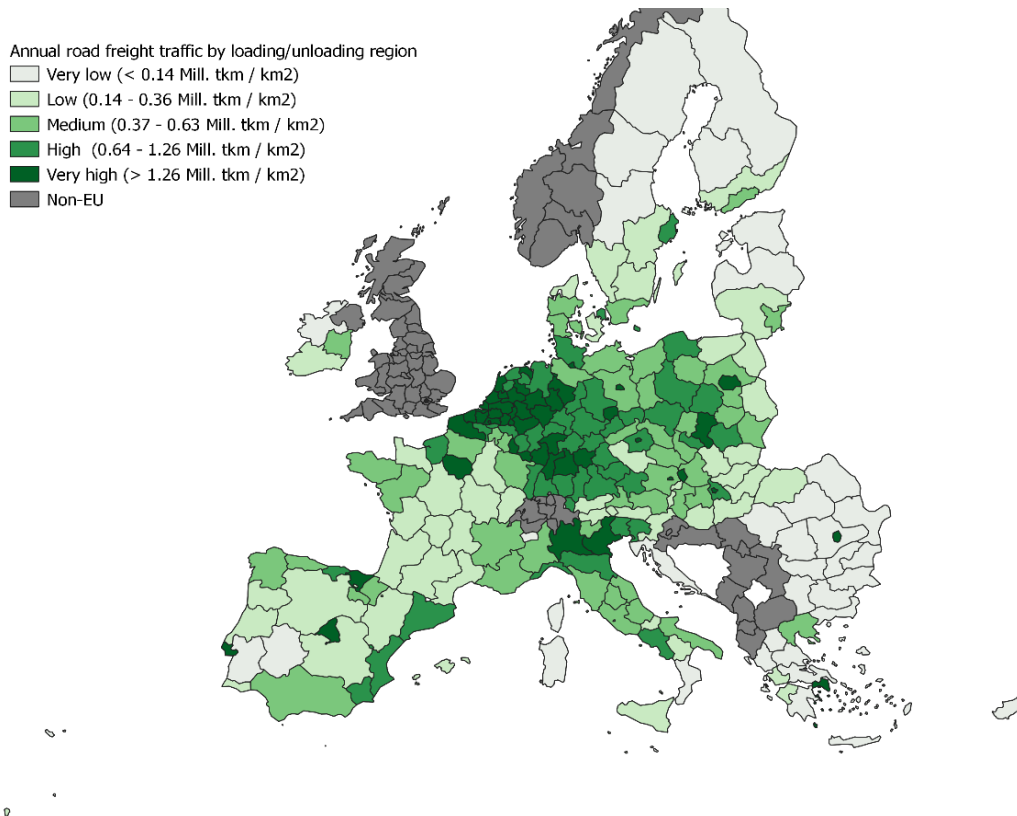 Annual road freight traffic by loading/unloading region
Very low (< 0.14 Mill. tkm / km2)
Low (0.14 - 0.36 Mill. tkm / km2)
Medium (0.37 - 0.63 Mill. tkm / km2)
High (0.64 - 1.26 Mill. tkm / km2)
Very high (> 1.26 Mill. tkm / km2)
Non-EU